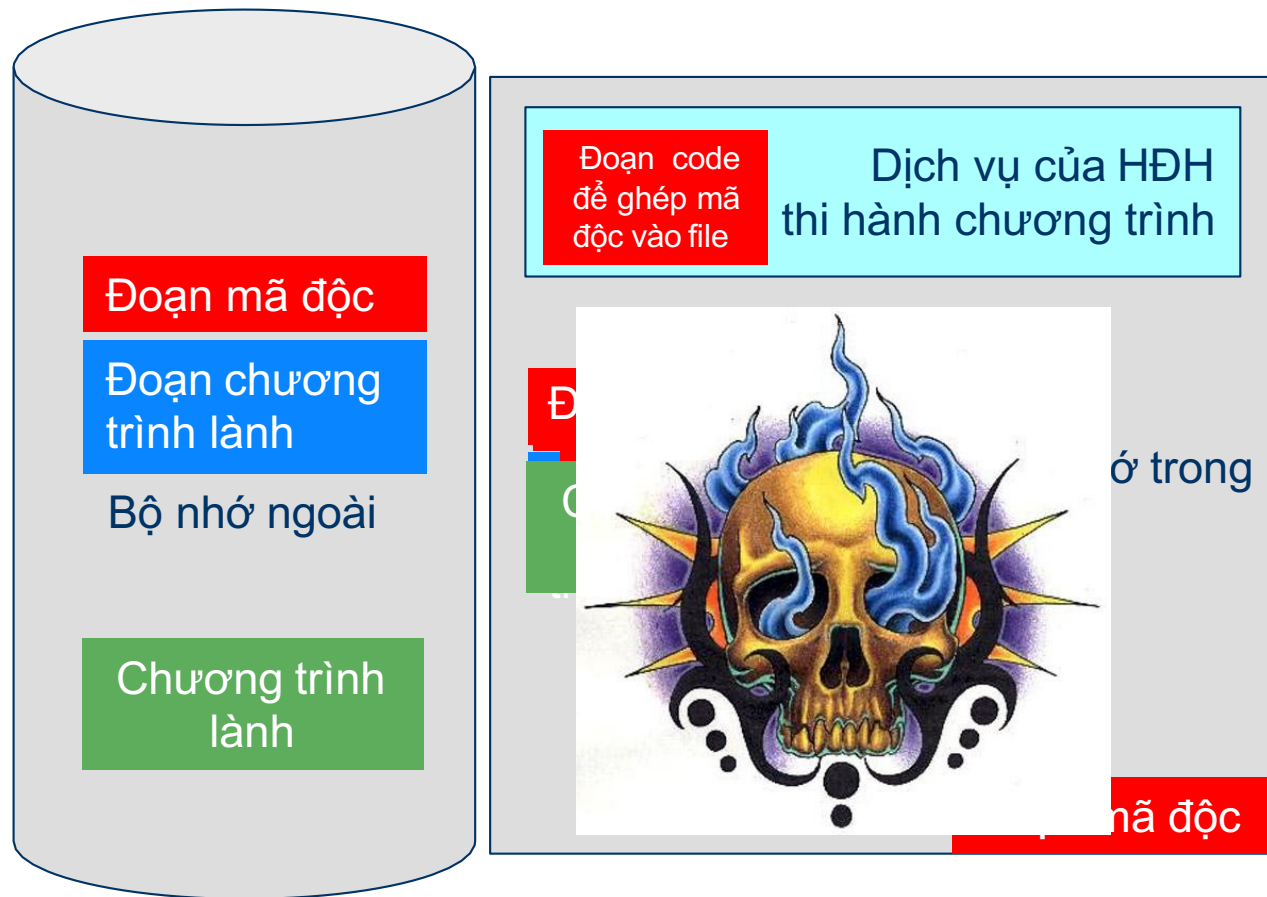 Đoạn code
để ghép mã
độc vào file
Dịch vụ của HĐH
thi hành chương trình
Đoạn mã độc
Đoạn chương
trình lành
Bộ nhớ ngoài
Chương trình
lành
trong
mã độc